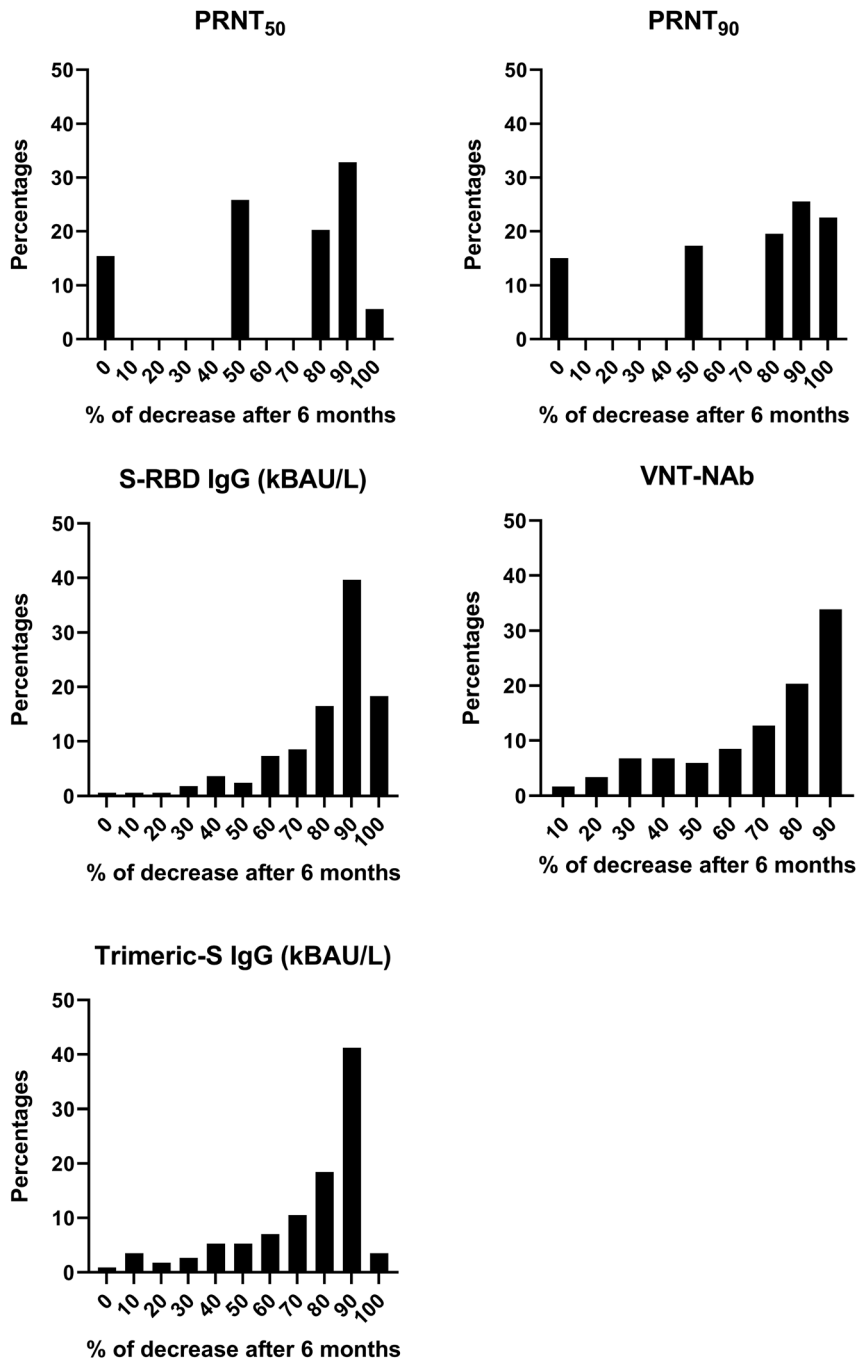 PRNT50
Percentages
50
40
30
20
10
0
0 10 20 30 40 50 60 70 80 90 100
% of decrease after 6 months
PRNT90
Percentages
50
40
30
20
10
0
0 10 20 30 40 50 60 70 80 90 100
% of decrease after 6 months
S-RBD IgG (kBAU/L)
Percentages
50
40
30
20
10
0
0 10 20 30 40 50 60 70 80 90 100
% of decrease after 6 months
VNT-NAb
Percentages
50
40
30
20
10
0
10 20 30 40 50 60 70 80 90
% of decrease after 6 months
Trimeric-S IgG (kBAU/L)
Percentages
50
40
30
20
10
0
0 10 20 30 40 50 60 70 80 90 100
% of decrease after 6 months